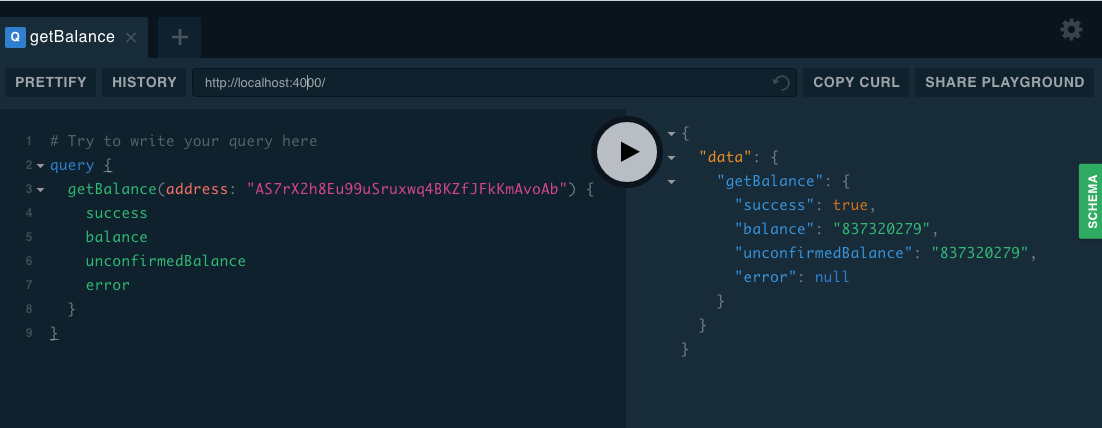 Q getBalance ×
+
PRETTIFY HISTORY http://localhost:4000/ COPY CURL SHARE PLAYGROUND
1 # Try to write your query here
2 query {
3 getBalance(address: "AS7rX2h8Eu99uSruxwq4BKZfJFkKmAvoAb") {
4 success
5 balance
6 unconfirmedBalance
7 error
8 }
9 }
{
"data": {
"getBalance": {
"success": true,
"balance": "837320279",
"unconfirmedBalance": "837320279",
"error": null
}
}
}
SCHEMA